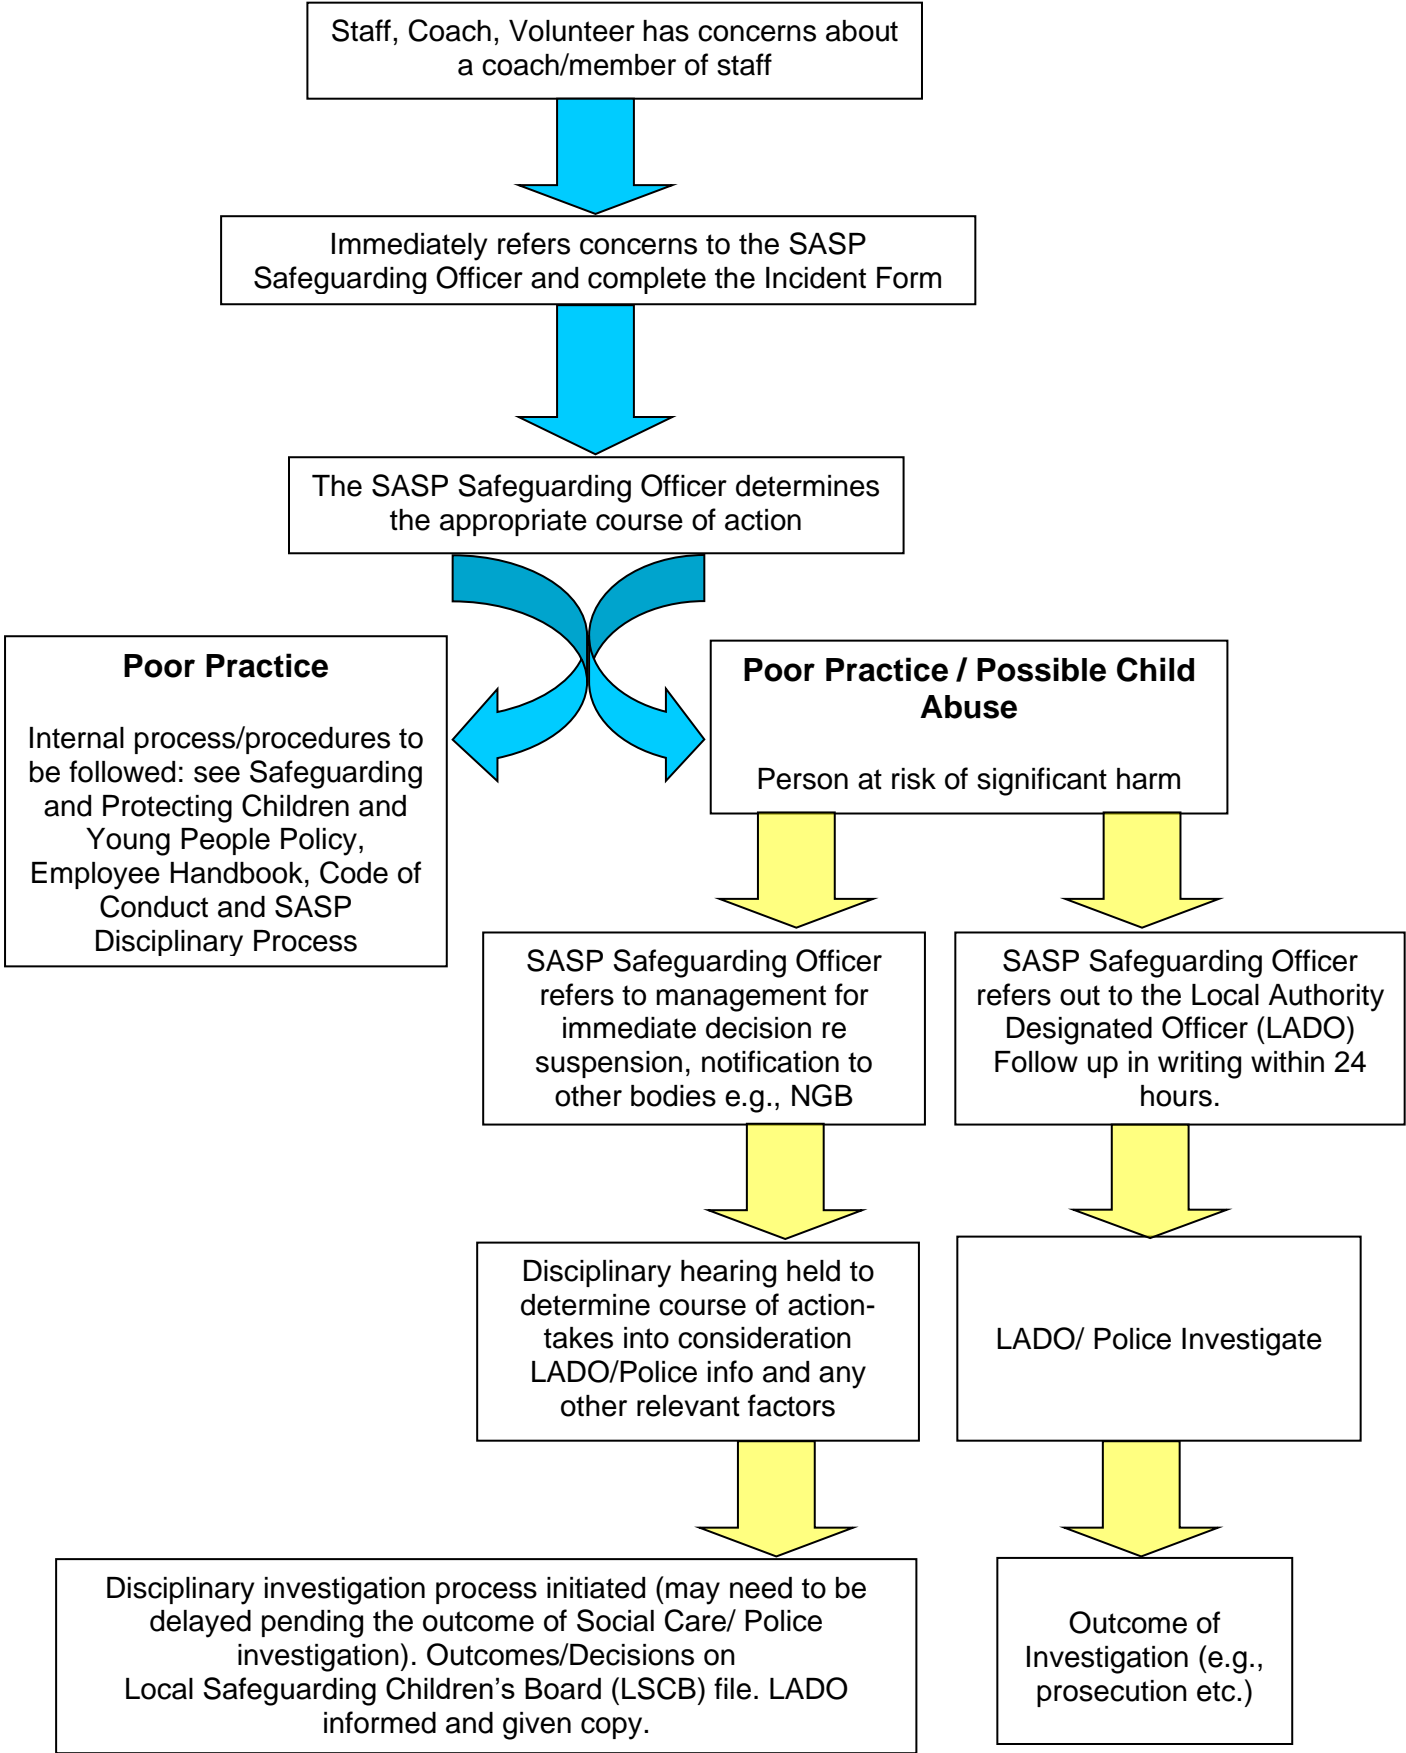 Staff, Coach, Volunteer has concerns about
a coach/member of staff
Immediately refers concerns to the SASP
Safeguarding Officer and complete the Incident Form
The SASP Safeguarding Officer determines
the appropriate course of action
Poor Practice
Internal process/procedures to
be followed: see Safeguarding
and Protecting Children and
Young People Policy,
Employee Handbook, Code of
Conduct and SASP
Disciplinary Process
Poor Practice / Possible Child
Abuse
Person at risk of significant harm
SASP Safeguarding Officer
refers to management for
immediate decision re
suspension, notification to
other bodies e.g., NGB
SASP Safeguarding Officer
refers out to the Local Authority
Designated Officer (LADO)
Follow up in writing within 24
hours.
Disciplinary hearing held to
determine course of action-
takes into consideration
LADO/Police info and any
other relevant factors
LADO/ Police Investigate
Disciplinary investigation process initiated (may need to be
delayed pending the outcome of Social Care/ Police
investigation). Outcomes/Decisions on
Local Safeguarding Children's Board (LSCB) file. LADO
informed and given copy.
Outcome of
Investigation (e.g.,
prosecution etc.)